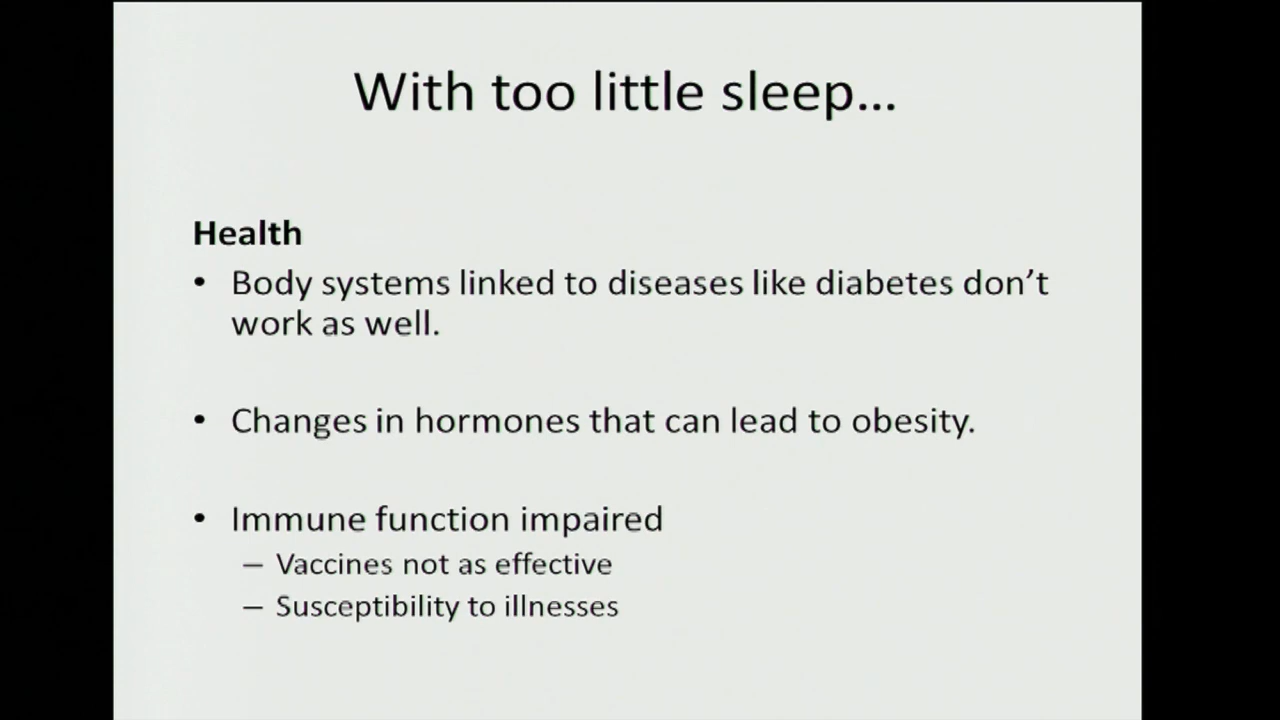 With too little sleep...
Health
• Body systems linked to diseases like diabetes don't
work as well.
• Changes in hormones that can lead to obesity.
• Immune function impaired
– Vaccines not as effective
– Susceptibility to illnesses